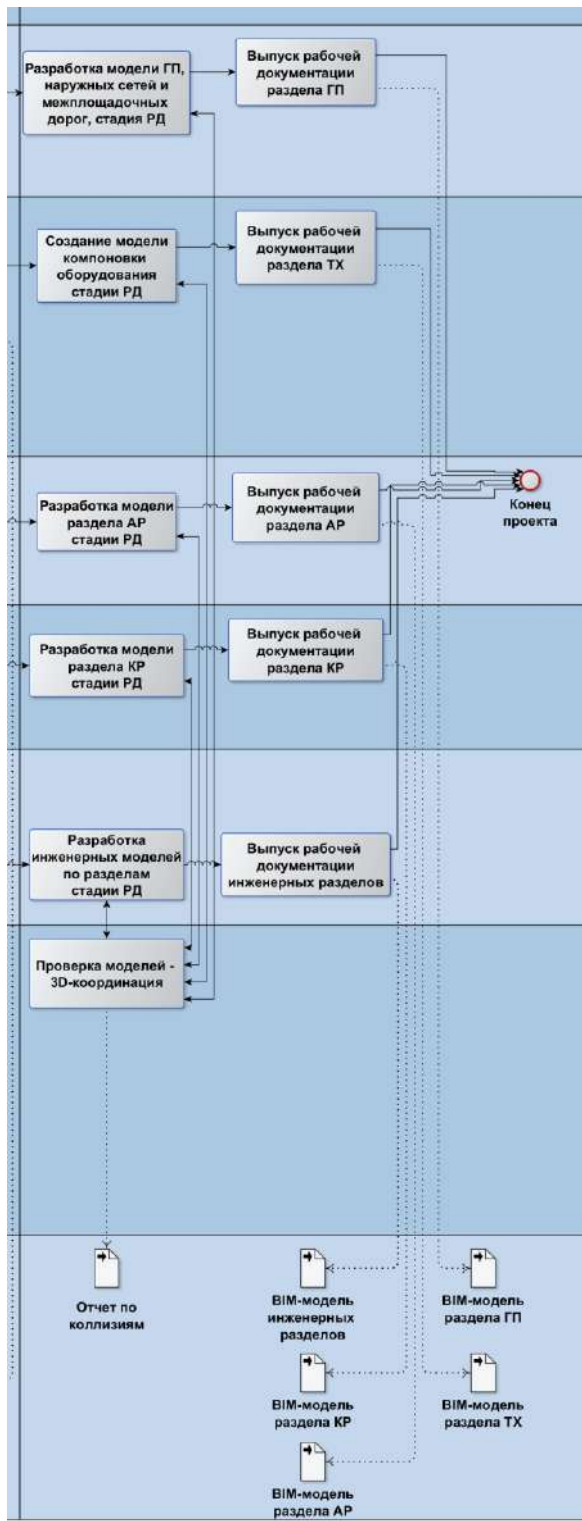 Разработка модели ГП,
наружных сетей и
межплощадочных
дорог, стадия РД
Выпуск рабочей
документации
раздела ГП
Создание модели
компоновки
оборудования
стадии РД
Выпуск рабочей
документации
раздела ТХ
Разработка модели
раздела АР
стадии РД
Выпуск рабочей
документации
раздела АР
Конец
проекта
Разработка модели
раздела КР
стадии РД
Выпуск рабочей
документации
раздела КР
Разработка
инженерных моделей
по разделам
стадии РД
Выпуск рабочей
документации
инженерных разделов
Проверка моделей -
3D-координация
Отчет по
коллизиям
BIM-модель
инженерных
разделов
BIM-модель
раздела ГП
BIM-модель
раздела КР
BIM-модель
раздела ТХ
BIM-модель
раздела АР